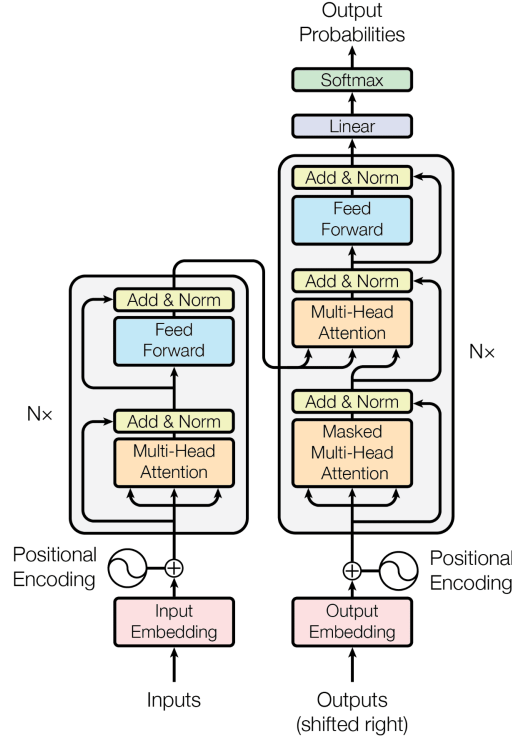 Output
Probabilities
Softmax
Linear
Add & Norm
Feed
Forward
Add & Norm
Multi-Head
Attention
Add & Norm
Masked
Multi-Head
Attention
N×
Add & Norm
Feed
Forward
Add & Norm
Multi-Head
Attention
N×
Positional
Encoding
Positional
Encoding
Input
Embedding
Output
Embedding
Inputs
Outputs
(shifted right)